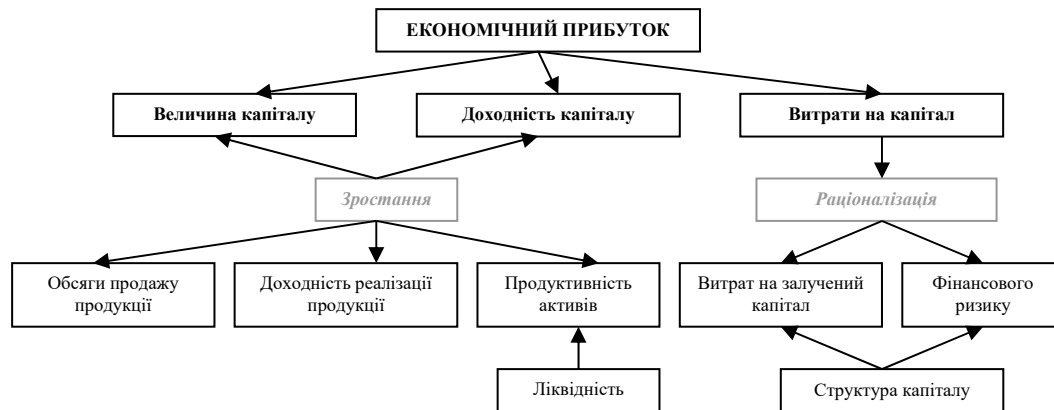 ЕКОНОМІЧНИЙ ПРИБУТОК
Величина капіталу
Доходність капіталу
Витрати на капітал
Зростання
Раціоналізація
Обсяги продажу
продукції
Доходність реалізації
продукції
Продуктивність
активів
Витрат на залучений
капітал
Фінансового
ризику
Ліквідність
Структура капіталу